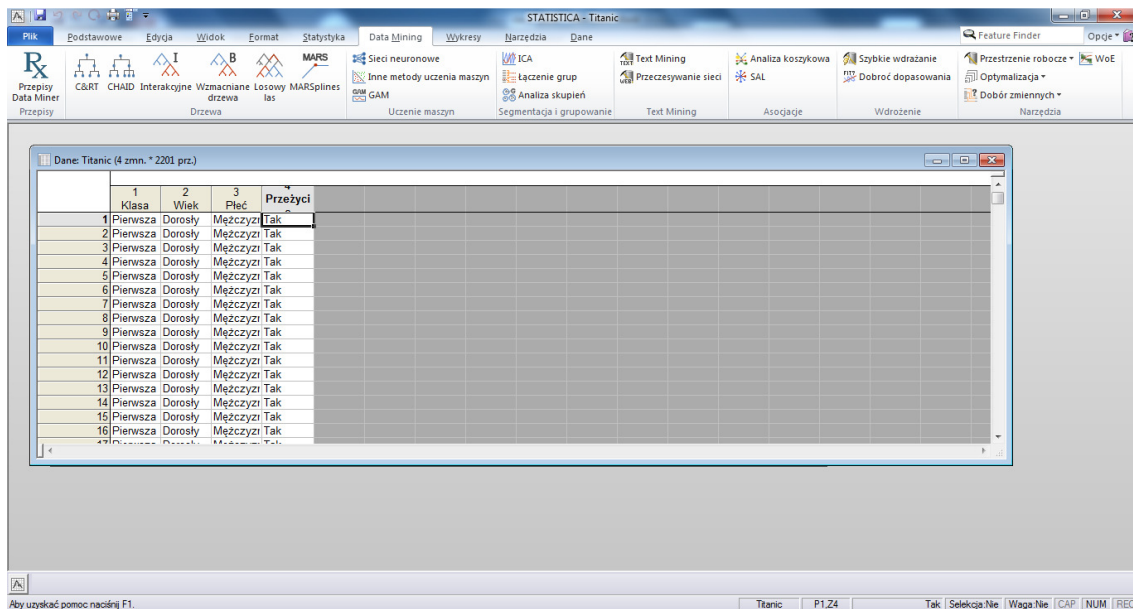 STATISTICA - Titanic
Plik Podstawowe Edycja Widok Format Statystyka Data Mining Wykresy Narzędzia Dane Feature Finder Opcje
Przepisy Data Miner
C&RT CHAID Interakcyjne drzewa Wzmacniane drzewa Losowy las MARSplines
MARS
Sieci neuronowe
Inne metody uczenia maszyn
GAM GAM
ICA
Łączenie grup
Analiza skupień
TEXT Text Mining
WEB Przeczesywanie sieci
Analiza koszykowa
SAL
Szybkie wdrażanie
Dobroć dopasowania
Przestrzenie robocze WoE
Optymalizacja
Dobór zmiennych
Przepisy Drzewa Uczenie maszyn Segmentacja i grupowanie Text Mining Asocjacje Wdrożenie Narzędzia
Dane: Titanic (4 zmn. * 2201 prz.)
1 2 3 4
Klasa Wiek Płeć Przeżyci
1 Pierwsza Dorosły Mężczyzn Tak
2 Pierwsza Dorosły Mężczyzn Tak
3 Pierwsza Dorosły Mężczyzn Tak
4 Pierwsza Dorosły Mężczyzn Tak
5 Pierwsza Dorosły Mężczyzn Tak
6 Pierwsza Dorosły Mężczyzn Tak
7 Pierwsza Dorosły Mężczyzn Tak
8 Pierwsza Dorosły Mężczyzn Tak
9 Pierwsza Dorosły Mężczyzn Tak
10 Pierwsza Dorosły Mężczyzn Tak
11 Pierwsza Dorosły Mężczyzn Tak
12 Pierwsza Dorosły Mężczyzn Tak
13 Pierwsza Dorosły Mężczyzn Tak
14 Pierwsza Dorosły Mężczyzn Tak
15 Pierwsza Dorosły Mężczyzn Tak
16 Pierwsza Dorosły Mężczyzn Tak
Aby uzyskać pomoc naciśnij F1. Titanic P1,Z4 Tak Selekcja:Nie Waga:Nie CAP NUM REC